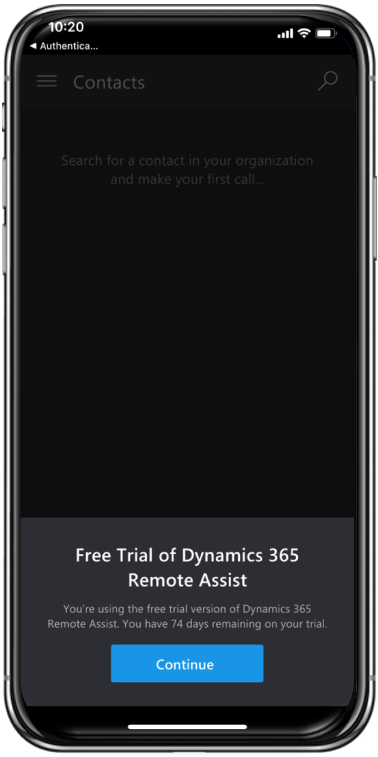 10:20
◀ Authentica...
Contacts
Search for a contact in your organization
and make your first call...
Free Trial of Dynamics 365
Remote Assist
You're using the free trial version of Dynamics 365
Remote Assist. You have 74 days remaining on your trial.
Continue